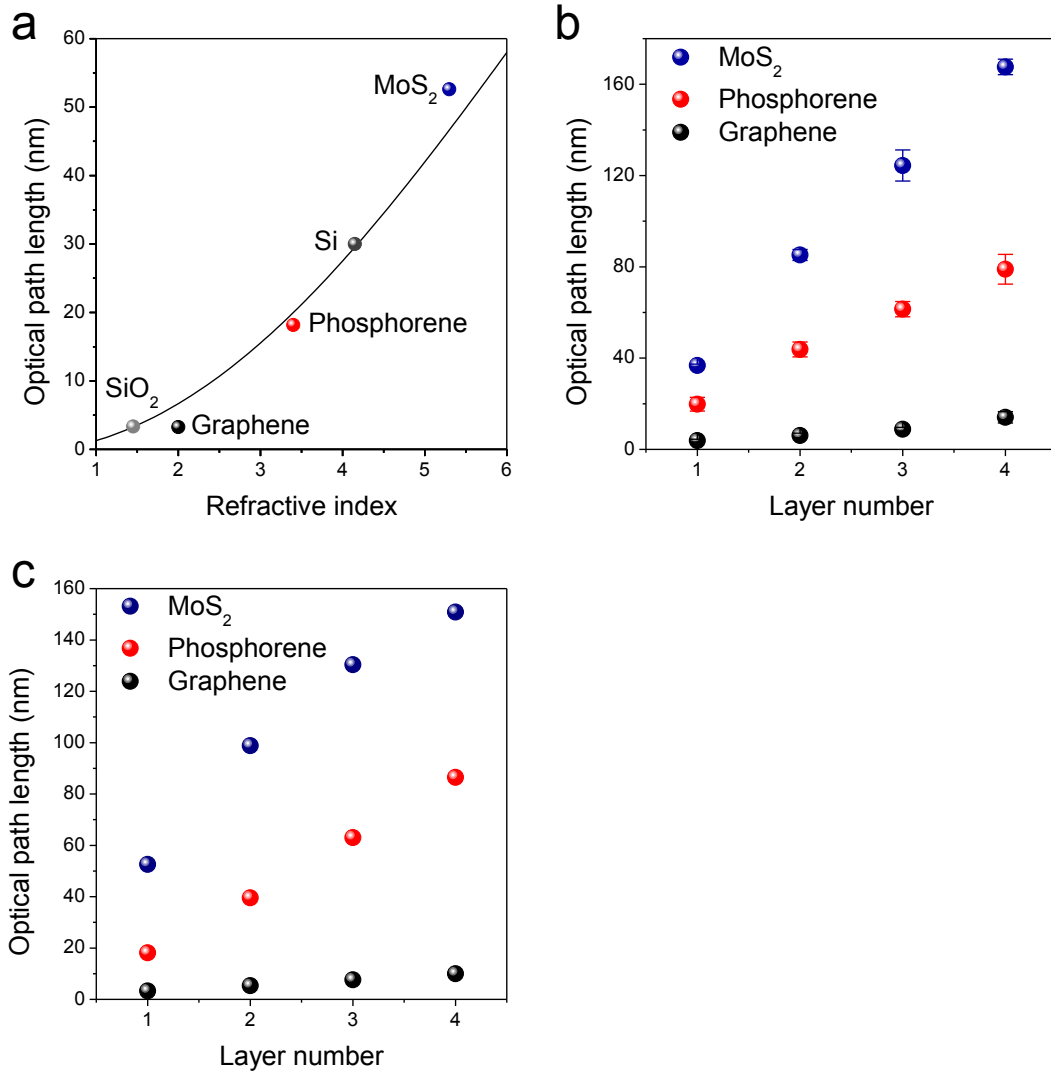 a
60
50
40
30
20
10
0
Optical path length (nm)
MoS2
Si
Phosphorene
SiO2
Graphene
1 2 3 4 5 6
Refractive index
b
160
120
80
40
0
Optical path length (nm)
MoS2
Phosphorene
Graphene
1 2 3 4
Layer number
c
160
140
120
100
80
60
40
20
0
Optical path length (nm)
MoS2
Phosphorene
Graphene
1 2 3 4
Layer number